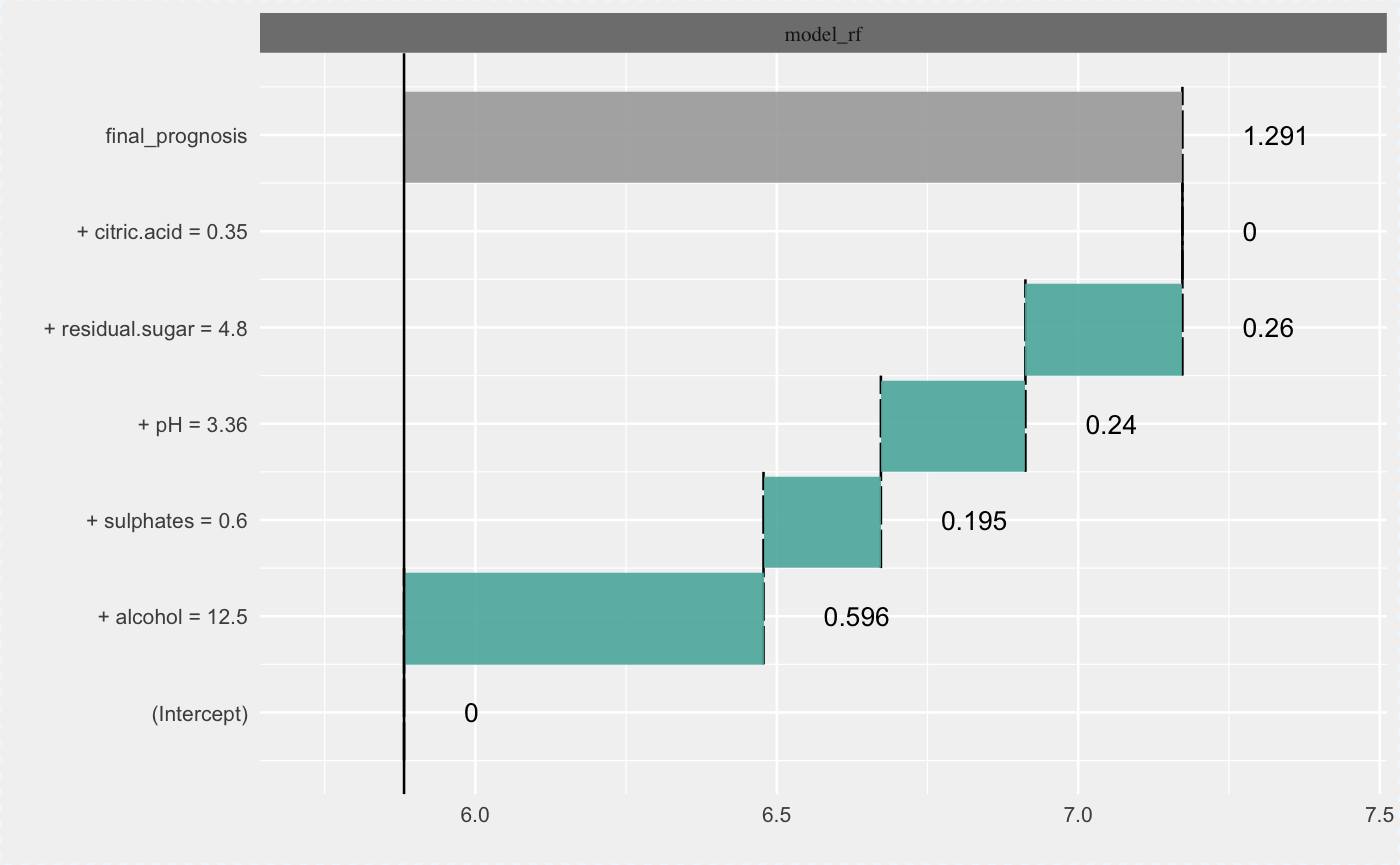 model_rf
final_prognosis 1.291
+ citric.acid = 0.35 0
+ residual.sugar = 4.8 0.26
+ pH = 3.36 0.24
+ sulphates = 0.6 0.195
+ alcohol = 12.5 0.596
(Intercept) 0
6.0 6.5 7.0 7.5